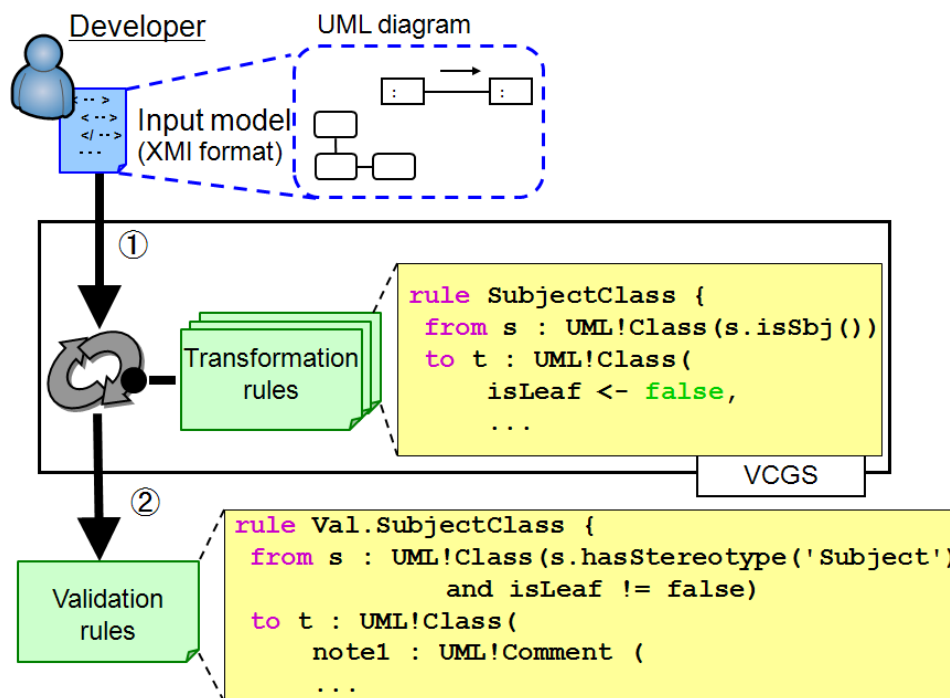 Developer
UML diagram
< -- >
< -->
</ -->
- - -
Input model
(XMI format)
:
:
①
rule SubjectClass {
from s : UML!Class(s.isSbj())
to t : UML!Class(
isLeaf <- false,
...
Transformation
rules
VCGS
②
rule Val.SubjectClass {
from s : UML!Class(s.hasStereotype('Subject')
and isLeaf != false)
to t : UML!Class(
note1 : UML!Comment (
...
Validation
rules